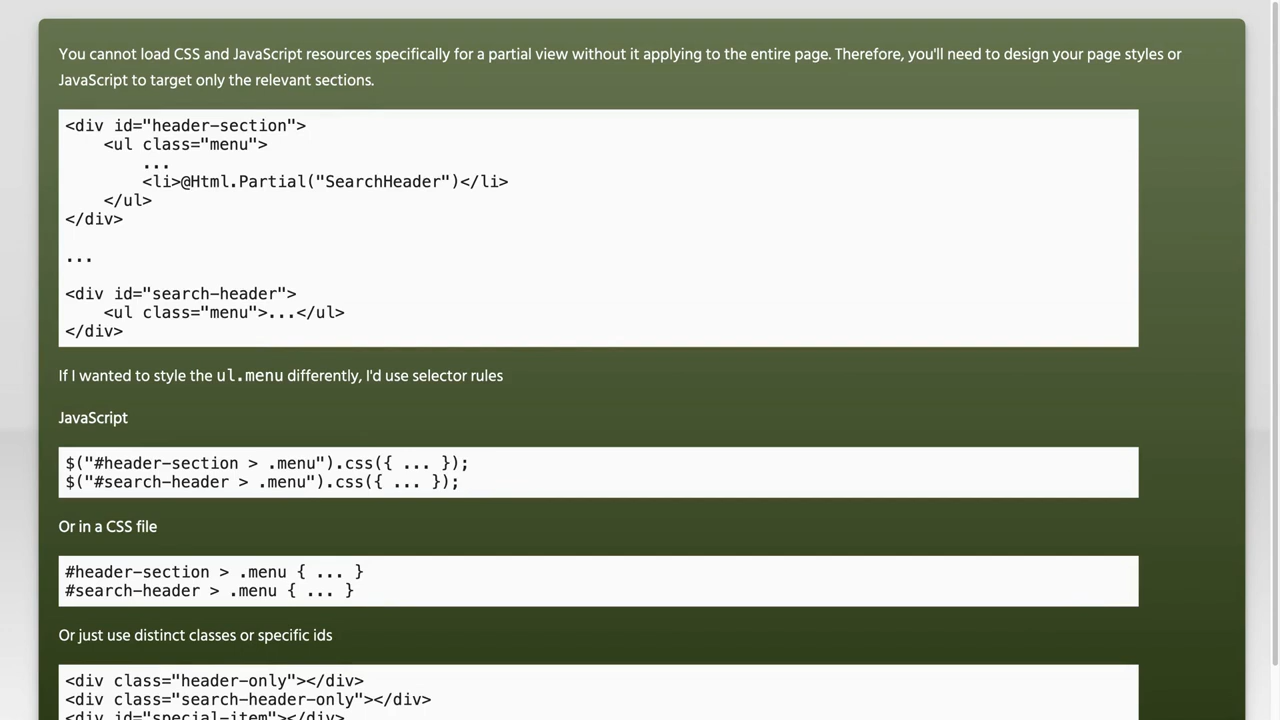 You cannot load CSS and JavaScript resources specifically for a partial view without it applying to the entire page. Therefore, you'll need to design your page styles or
JavaScript to target only the relevant sections.
<div id="header-section">
    <ul class="menu">
        ...
        <li>@Html.Partial("SearchHeader")</li>
    </ul>
</div>
...
<div id="search-header">
    <ul class="menu">...</ul>
</div>
If I wanted to style the ul.menu differently, I'd use selector rules
JavaScript
$("#header-section > .menu").css({ ... });
$("#search-header > .menu").css({ ... });
Or in a CSS file
#header-section > .menu { ... }
#search-header > .menu { ... }
Or just use distinct classes or specific ids
<div class="header-only"></div>
<div class="search-header-only"></div>
<div id="special-item"></div>